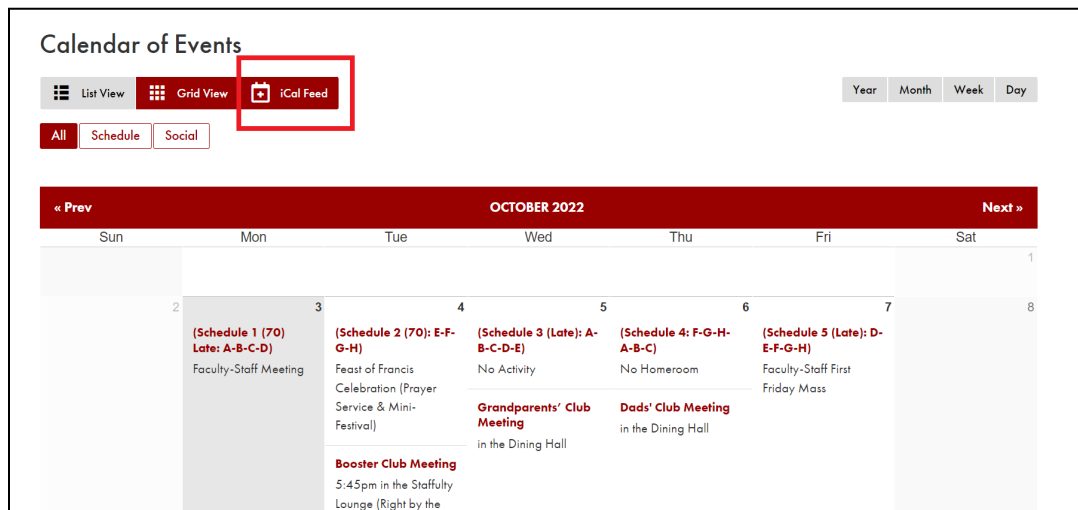 Calendar of Events
List View Grid View iCal Feed Year Month Week Day
All Schedule Social
« Prev OCTOBER 2022 Next »
Sun Mon Tue Wed Thu Fri Sat
1
2 3 4 5 6 7 8
(Schedule 1 (70)
Late: A-B-C-D)
Faculty-Staff Meeting
(Schedule 2 (70): E-F-
G-H)
Feast of Francis
Celebration (Prayer
Service & Mini-
Festival)
Booster Club Meeting
5:45pm in the Staffulty
Lounge (Right by the
(Schedule 3 (Late): A-
B-C-D-E)
No Activity
Grandparents’ Club
Meeting
in the Dining Hall
(Schedule 4: F-G-H-
A-B-C)
No Homeroom
Dads' Club Meeting
in the Dining Hall
(Schedule 5 (Late): D-
E-F-G-H)
Faculty-Staff First
Friday Mass